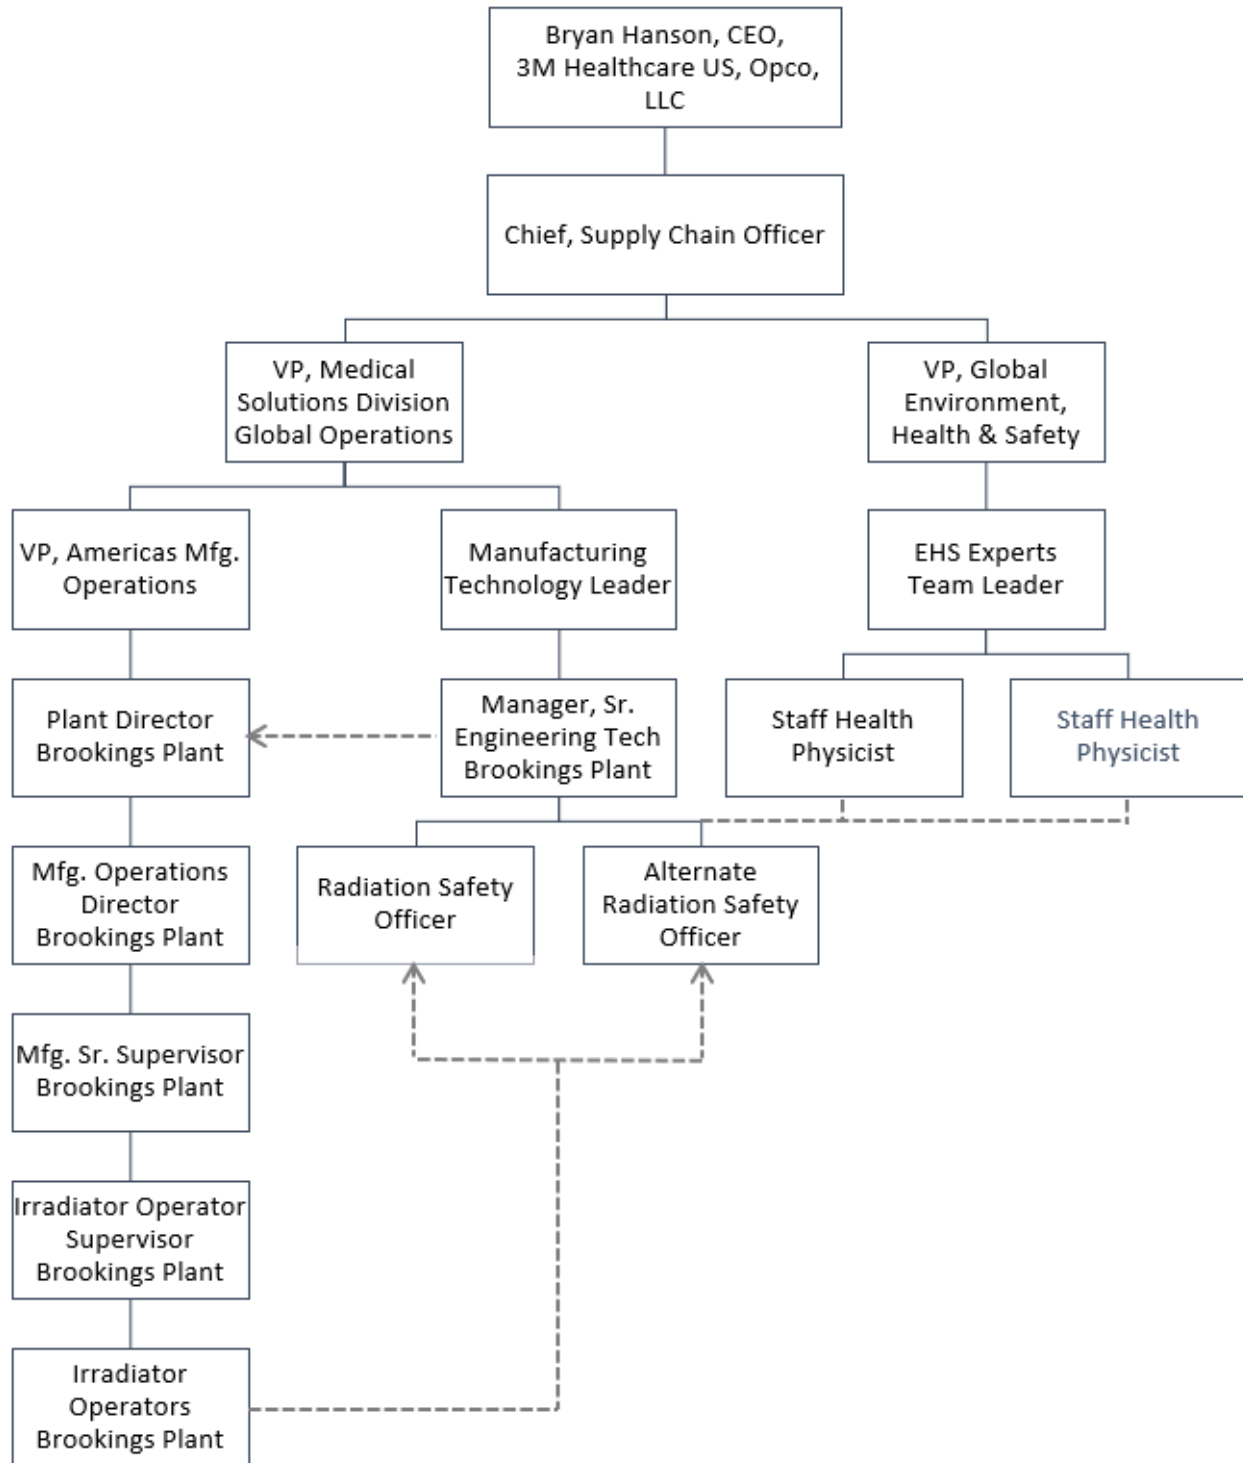 Bryan Hanson, CEO,
3M Healthcare US, Opco,
LLC
Chief, Supply Chain Officer
VP, Medical
Solutions Division
Global Operations
VP, Global
Environment,
Health & Safety
VP, Americas Mfg.
Operations
Manufacturing
Technology Leader
EHS Experts
Team Leader
Plant Director
Brookings Plant
Manager, Sr.
Engineering Tech
Brookings Plant
Staff Health
Physicist
Staff Health
Physicist
Mfg. Operations
Director
Brookings Plant
Radiation Safety
Officer
Alternate
Radiation Safety
Officer
Mfg. Sr. Supervisor
Brookings Plant
Irradiator Operator
Supervisor
Brookings Plant
Irradiator
Operators
Brookings Plant